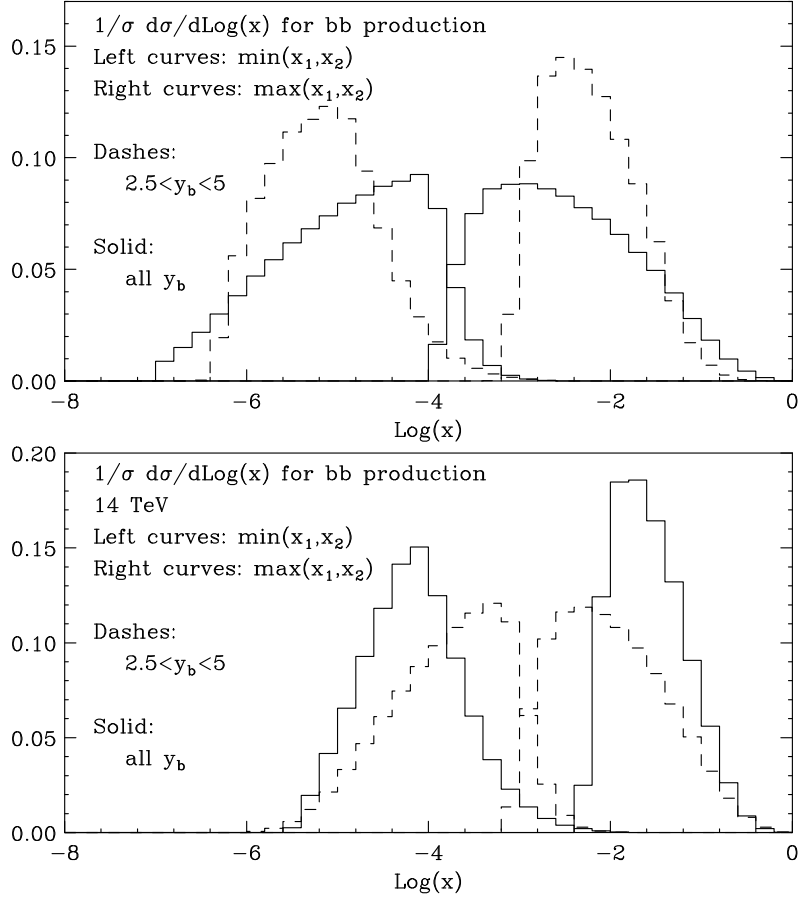 1/σ dσ/dLog(x) for bb production
Left curves: min(x₁,x₂)
Right curves: max(x₁,x₂)
Dashes:
2.5<y_b<5
Solid:
all y_b
0.15
0.10
0.05
0.00
−8 −6 −4 −2 0
Log(x)
1/σ dσ/dLog(x) for bb production
14 TeV
Left curves: min(x₁,x₂)
Right curves: max(x₁,x₂)
Dashes:
2.5<y_b<5
Solid:
all y_b
0.20
0.15
0.10
0.05
0.00
−8 −6 −4 −2 0
Log(x)